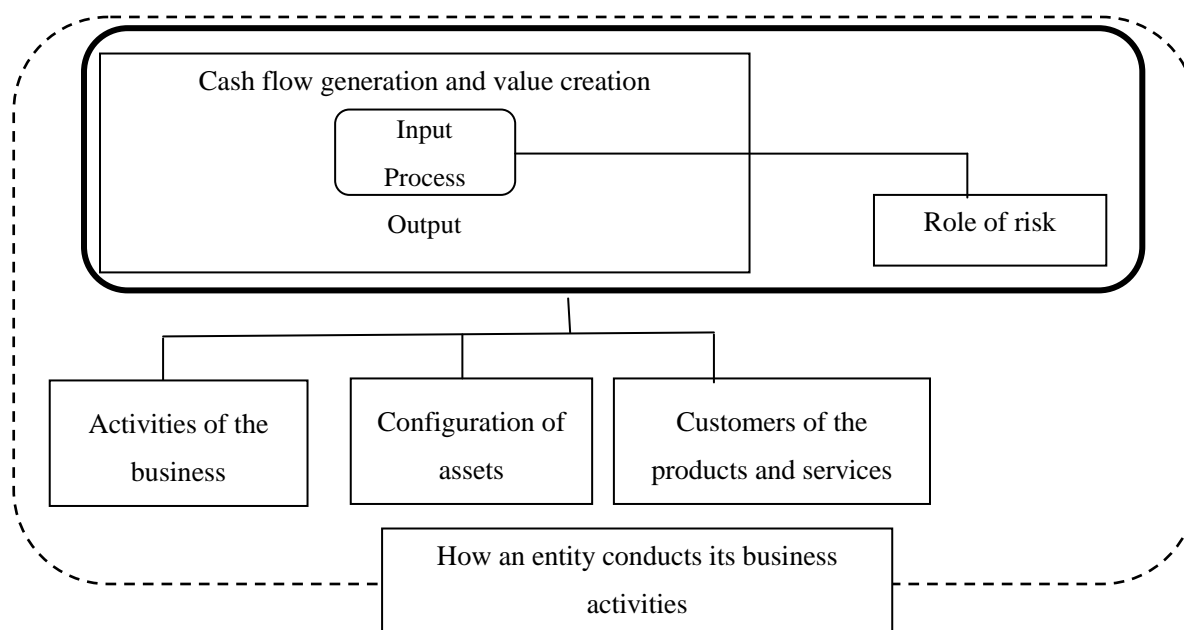 Cash flow generation and value creation
Input
Process
Output
Role of risk
Activities of the
business
Configuration of
assets
Customers of the
products and services
How an entity conducts its business
activities